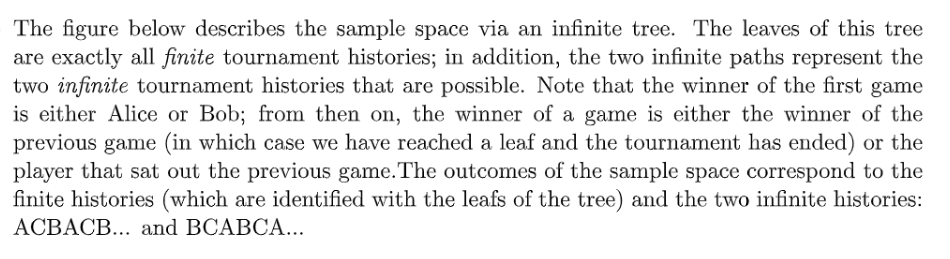 The figure below describes the sample space via an infinite tree. The leaves of this tree
are exactly all finite tournament histories; in addition, the two infinite paths represent the
two infinite tournament histories that are possible. Note that the winner of the first game
is either Alice or Bob; from then on, the winner of a game is either the winner of the
previous game (in which case we have reached a leaf and the tournament has ended) or the
player that sat out the previous game.The outcomes of the sample space correspond to the
finite histories (which are identified with the leafs of the tree) and the two infinite histories:
ACBACB... and BCABCA...